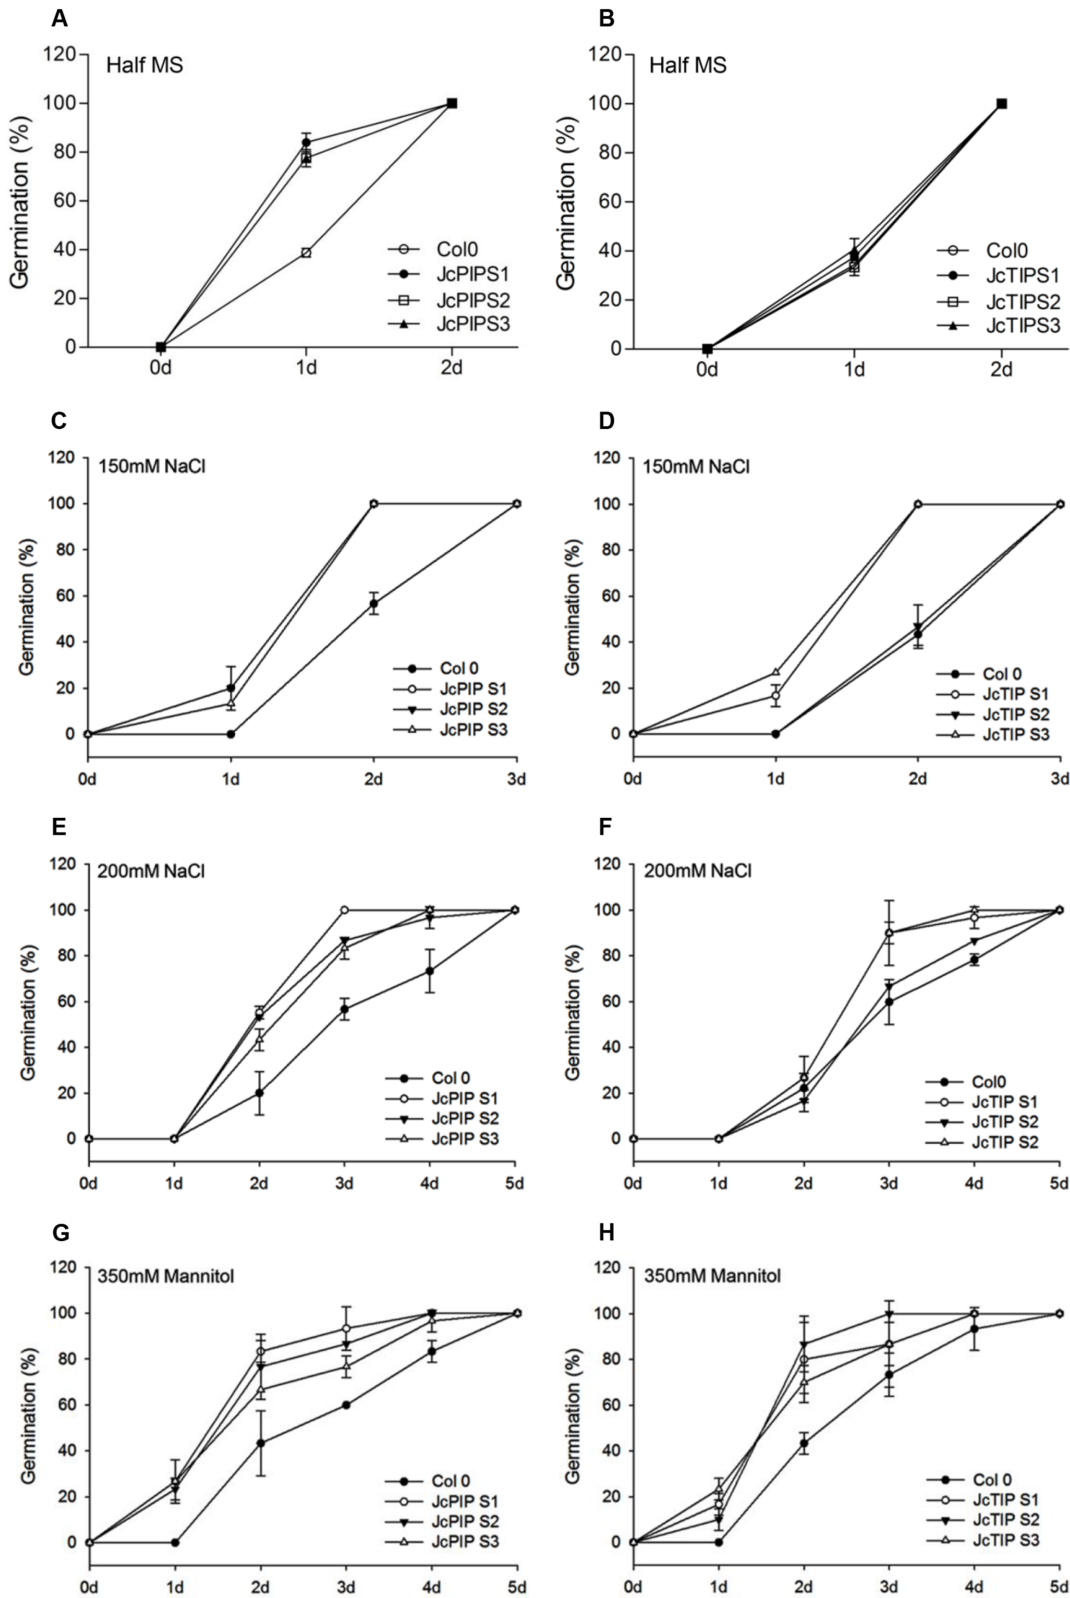 A
Half MS
Germination (%)
120
100
80
60
40
20
0
0d 1d 2d
Col0
JcPIPS1
JcPIPS2
JcPIPS3
B
Half MS
Germination (%)
120
100
80
60
40
20
0
0d 1d 2d
Col0
JcTIPS1
JcTIPS2
JcTIPS3
C
150mM NaCl
Germination (%)
120
100
80
60
40
20
0
0d 1d 2d 3d
Col 0
JcPIP S1
JcPIP S2
JcPIP S3
D
150mM NaCl
Germination (%)
120
100
80
60
40
20
0
0d 1d 2d 3d
Col 0
JcTIP S1
JcTIP S2
JcTIP S3
E
200mM NaCl
Germination (%)
120
100
80
60
40
20
0
0d 1d 2d 3d 4d 5d
Col 0
JcPIP S1
JcPIP S2
JcPIP S3
F
200mM NaCl
Germination (%)
120
100
80
60
40
20
0
0d 1d 2d 3d 4d 5d
Col0
JcTIP S1
JcTIP S2
JcTIP S2
G
350mM Mannitol
Germination (%)
120
100
80
60
40
20
0
0d 1d 2d 3d 4d 5d
Col 0
JcPIP S1
JcPIP S2
JcPIP S3
H
350mM Mannitol
Germination (%)
120
100
80
60
40
20
0
0d 1d 2d 3d 4d 5d
Col 0
JcTIP S1
JcTIP S2
JcTIP S3